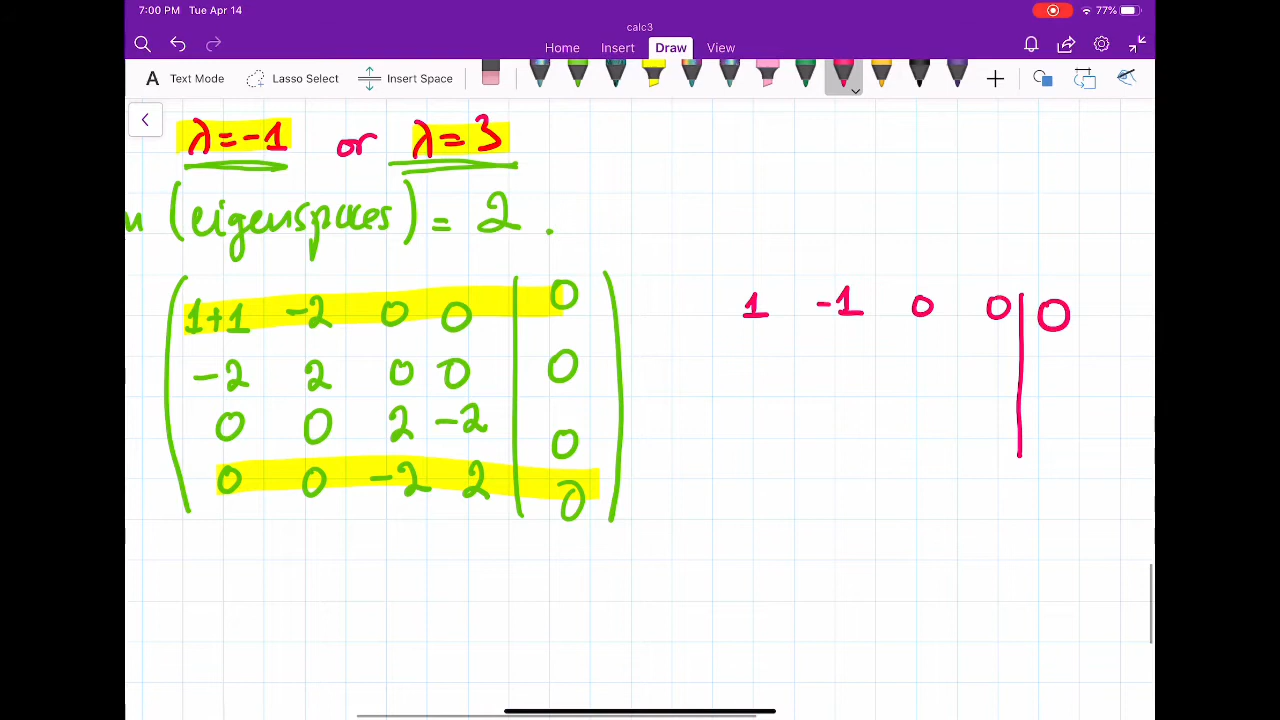 7:00 PM Tue Apr 14
77%
calc3
Home Insert Draw View
A Text Mode Lasso Select Insert Space
λ=-1 or λ=3
(eigenspaces) = 2 .
1+1 -2 0 0 | 0
-2 2 0 0 | 0
0 0 2 -2 | 0
0 0 -2 2 | 0
1 -1 0 0 | 0